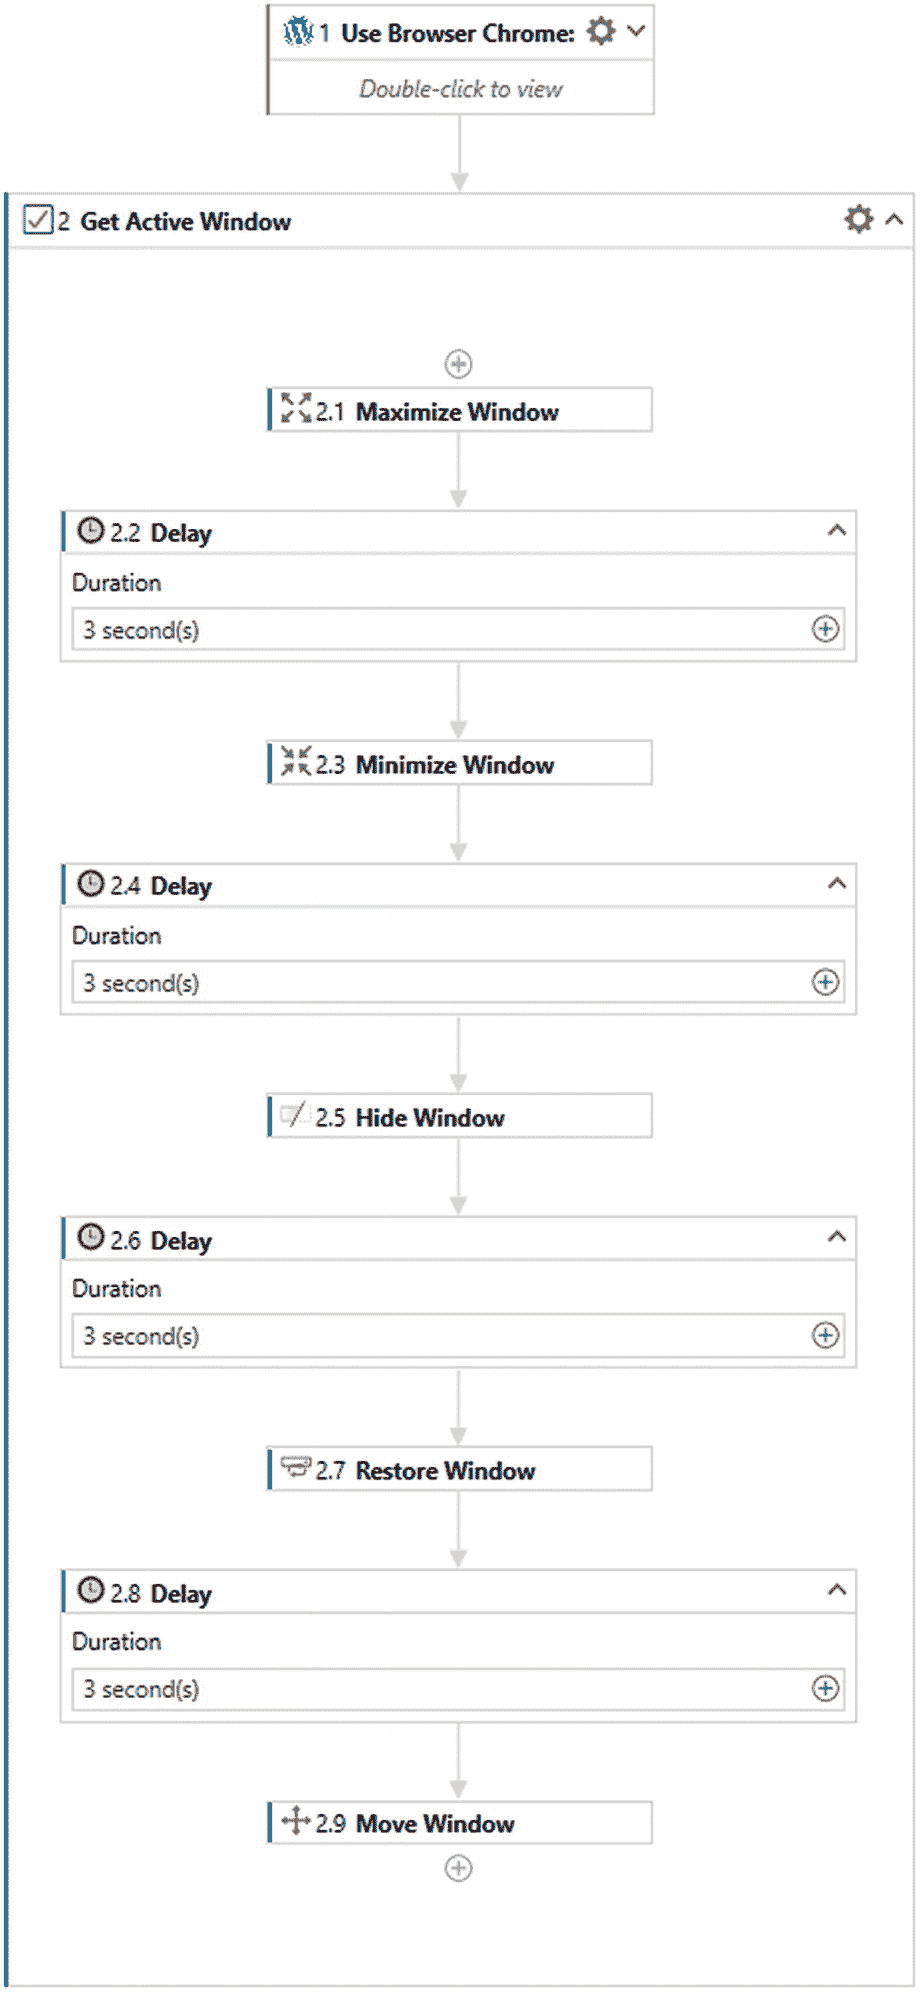 1 Use Browser Chrome:
Double-click to view
2 Get Active Window
2.1 Maximize Window
2.2 Delay
Duration
3 second(s)
2.3 Minimize Window
2.4 Delay
Duration
3 second(s)
2.5 Hide Window
2.6 Delay
Duration
3 second(s)
2.7 Restore Window
2.8 Delay
Duration
3 second(s)
2.9 Move Window